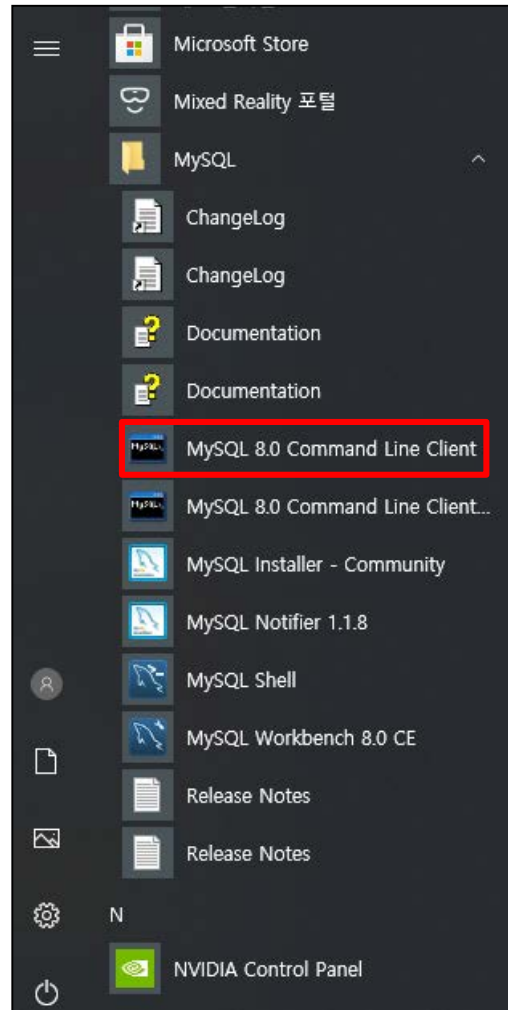 Microsoft Store
Mixed Reality 포털
MySQL
ChangeLog
ChangeLog
Documentation
Documentation
MySQL 8.0 Command Line Client
MySQL 8.0 Command Line Client...
MySQL Installer - Community
MySQL Notifier 1.1.8
MySQL Shell
MySQL Workbench 8.0 CE
Release Notes
Release Notes
N
NVIDIA Control Panel